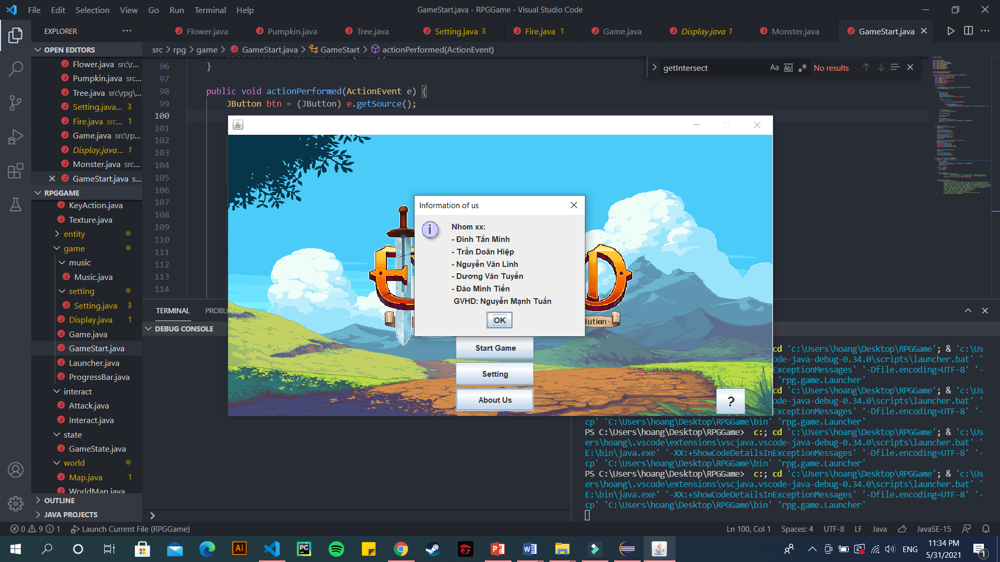 File Edit Selection View Go Run Terminal Help
GameStart.java - RPGGame - Visual Studio Code
EXPLORER
Flower.java
Pumpkin.java
Tree.java
Setting.java 3
Fire.java 1
Game.java
Display.java 1
Monster.java
GameStart.java
OPEN EDITORS
Flower.java src\r...
Pumpkin.java src...
Tree.java src\rpg\...
Setting.java... 3
Fire.java src... 1
Game.java src\rp...
Display.java... 1
Monster.java src...
GameStart.java s...
RPGGAME
KeyAction.java
Texture.java
entity
game
music
Music.java
setting
Setting.java 3
Display.java 1
Game.java
GameStart.java
Launcher.java
ProgressBar.java
interact
Attack.java
Interact.java
state
GameState.java
world
Map.java 1
WorldMap.java
OUTLINE
JAVA PROJECTS
src > rpg > game > GameStart.java > GameStart > actionPerformed(ActionEvent)
getIntersect
Aa Abl No results
96 }
97
98 public void actionPerformed(ActionEvent e) {
99 JButton btn = (JButton) e.getSource();
100
101
102
103
104
105
106
107
108
109
110
111
112
113
114
Information of us
Nhom xx:
- Đinh Tấn Minh
- Trần Doãn Hiệp
- Nguyễn Văn Linh
- Dương Văn Tuyển
- Đào Minh Tiến
GVHD: Nguyễn Mạnh Tuấn
OK
E
D
lution
Start Game
Setting
About Us
?
TERMINAL
PROBL
DEBUG CONSOLE
cd 'c:\Users\hoang\Desktop\RPGGame'; & 'c:\Us
ode-java-debug-0.34.0\scripts\launcher.bat' '
ExceptionMessages' '-Dfile.encoding=UTF-8' '-
rpg.game.Launcher'
cd 'c:\Users\hoang\Desktop\RPGGame'; & 'c:\Us
ode-java-debug-0.34.0\scripts\launcher.bat' '
ExceptionMessages' '-Dfile.encoding=UTF-8' '-
cp' 'C:\Users\hoang\Desktop\RPGGame\bin' 'rpg.game.Launcher'
PS C:\Users\hoang\Desktop\RPGGame> c:; cd 'c:\Users\hoang\Desktop\RPGGame'; & 'c:\Us
ers\hoang\.vscode\extensions\vscjava.vscode-java-debug-0.34.0\scripts\launcher.bat' '
E:\bin\java.exe' '-XX:+ShowCodeDetailsInExceptionMessages' '-Dfile.encoding=UTF-8' '-
cp' 'C:\Users\hoang\Desktop\RPGGame\bin' 'rpg.game.Launcher'
PS C:\Users\hoang\Desktop\RPGGame> c:; cd 'c:\Users\hoang\Desktop\RPGGame'; & 'c:\Us
ers\hoang\.vscode\extensions\vscjava.vscode-java-debug-0.34.0\scripts\launcher.bat' '
E:\bin\java.exe' '-XX:+ShowCodeDetailsInExceptionMessages' '-Dfile.encoding=UTF-8' '-
cp' 'C:\Users\hoang\Desktop\RPGGame\bin' 'rpg.game.Launcher'
0 9 1 Launch Current File (RPGGame)
Ln 100, Col 1 Spaces: 4 UTF-8 LF Java JavaSE-15
Ai
PC
P
W
ENG
11:34 PM
5/31/2021
1